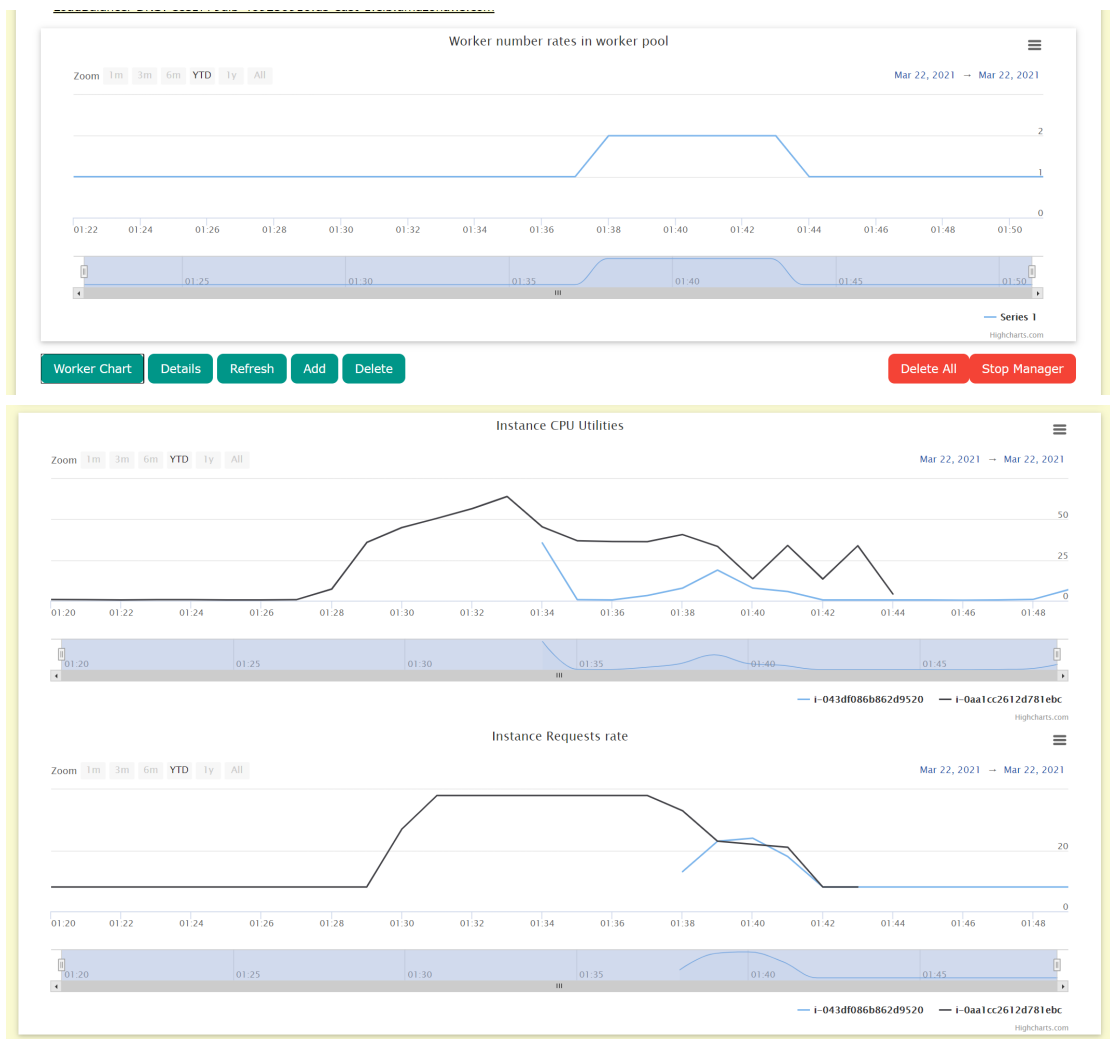 Worker number rates in worker pool
Zoom 1m 3m 6m YTD 1y All Mar 22, 2021 → Mar 22, 2021
2
1
0
01:22 01:24 01:26 01:28 01:30 01:32 01:34 01:36 01:38 01:40 01:42 01:44 01:46 01:48 01:50
01:25 01:30 01:35 01:40 01:45 01:50
Series 1
Highcharts.com
Worker Chart Details Refresh Add Delete Delete All Stop Manager
Instance CPU Utilities
Zoom 1m 3m 6m YTD 1y All Mar 22, 2021 → Mar 22, 2021
50
25
0
01:20 01:22 01:24 01:26 01:28 01:30 01:32 01:34 01:36 01:38 01:40 01:42 01:44 01:46 01:48
01:20 01:25 01:30 01:35 01:40 01:45
i-043df086b862d9520 i-0aa1cc2612d781ebc
Highcharts.com
Instance Requests rate
Zoom 1m 3m 6m YTD 1y All Mar 22, 2021 → Mar 22, 2021
20
0
01:20 01:22 01:24 01:26 01:28 01:30 01:32 01:34 01:36 01:38 01:40 01:42 01:44 01:46 01:48
01:20 01:25 01:30 01:35 01:40 01:45
i-043df086b862d9520 i-0aa1cc2612d781ebc
Highcharts.com